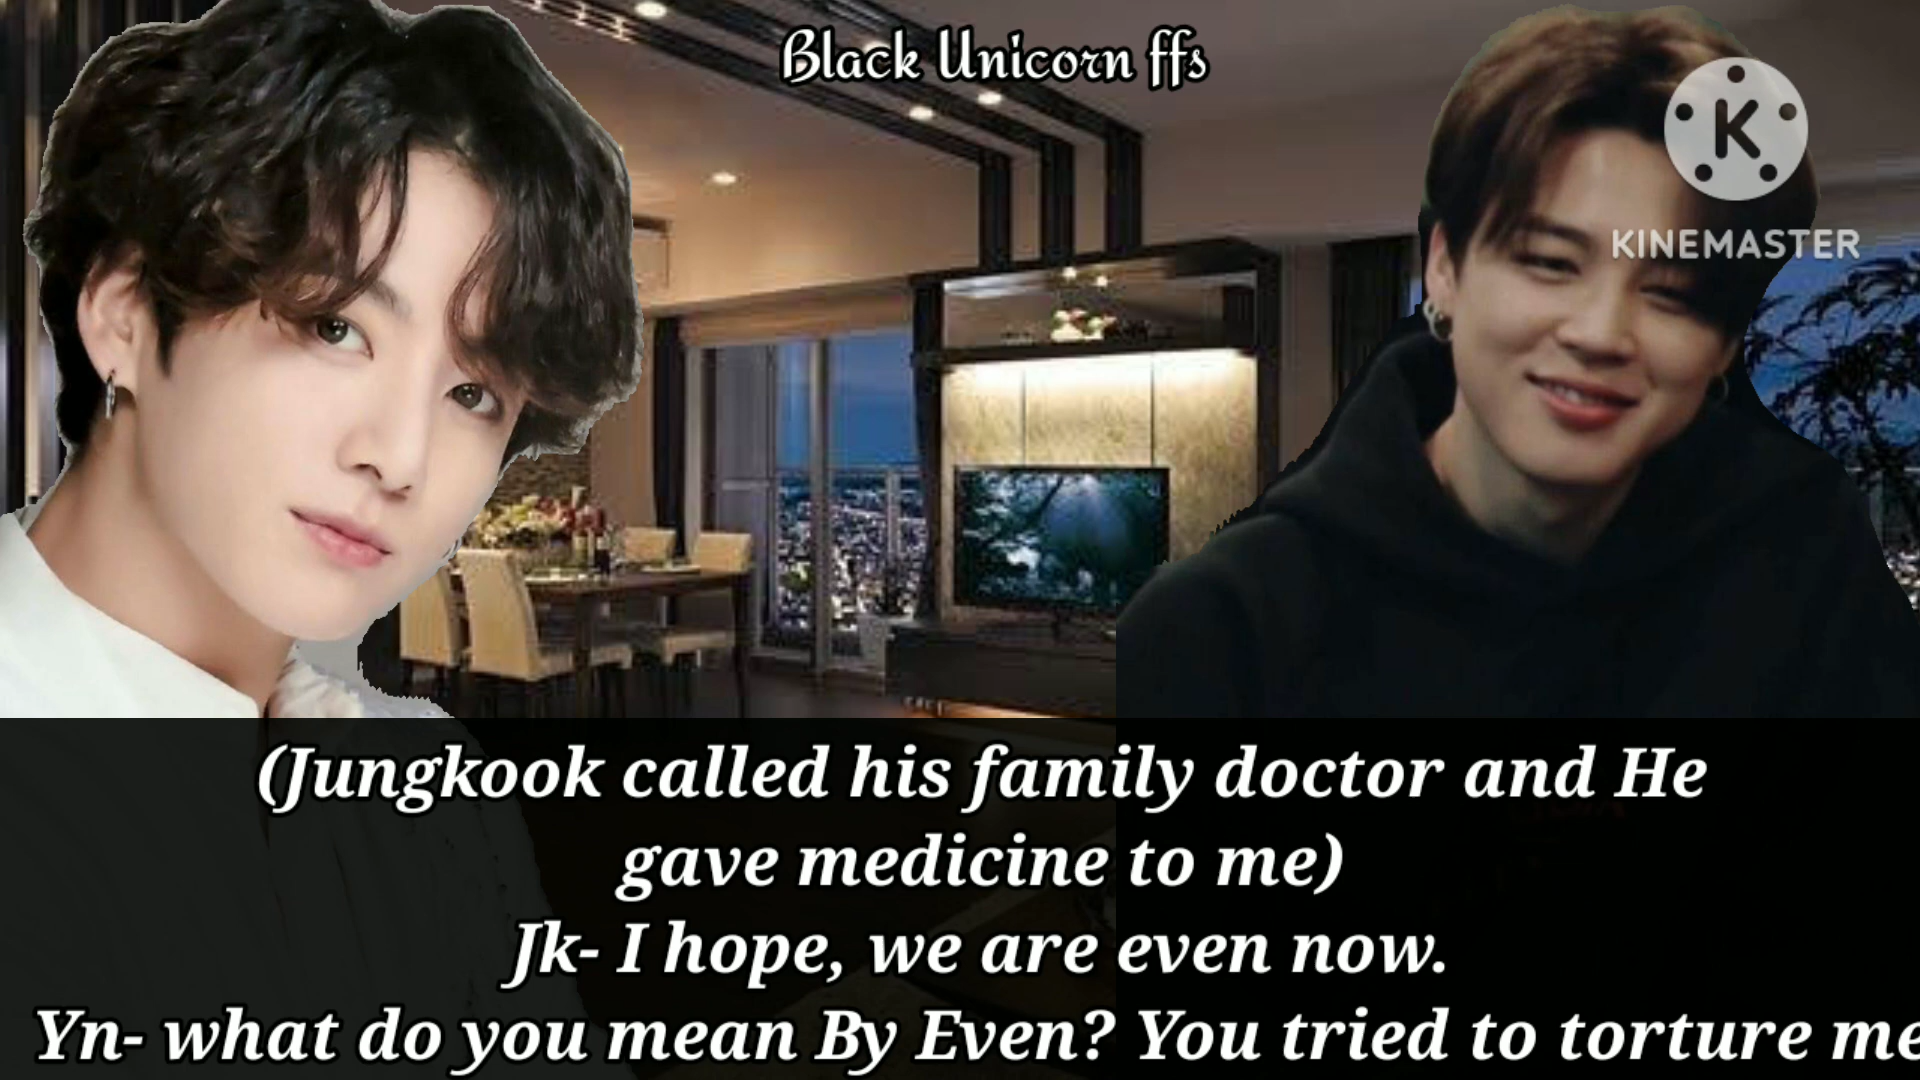 Black Unicorn ffs
K
KINEMASTER
(Jungkook called his family doctor and He
gave medicine to me)
Jk- I hope, we are even now.
Yn- what do you mean By Even? You tried to torture me